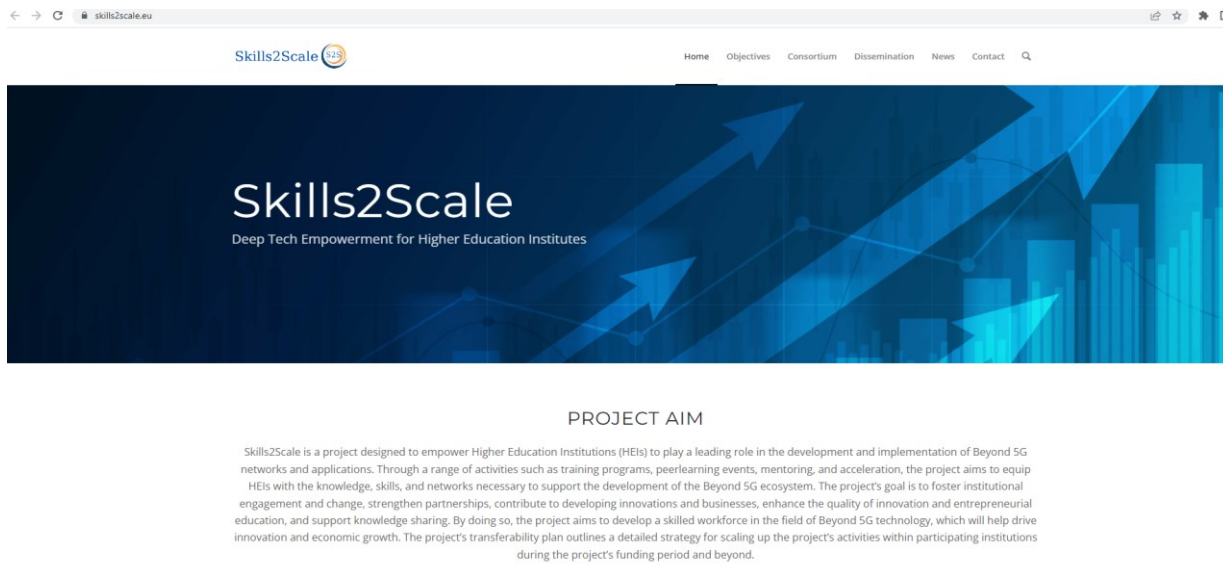 skills2scale.eu
Skills2Scale S2S
Home Objectives Consortium Dissemination News Contact
Skills2Scale
Deep Tech Empowerment for Higher Education Institutes
PROJECT AIM
Skills2Scale is a project designed to empower Higher Education Institutions (HEIs) to play a leading role in the development and implementation of Beyond 5G
networks and applications. Through a range of activities such as training programs, peerlearning events, mentoring, and acceleration, the project aims to equip
HEIs with the knowledge, skills, and networks necessary to support the development of the Beyond 5G ecosystem. The project's goal is to foster institutional
engagement and change, strengthen partnerships, contribute to developing innovations and businesses, enhance the quality of innovation and entrepreneurial
education, and support knowledge sharing. By doing so, the project aims to develop a skilled workforce in the field of Beyond 5G technology, which will help drive
innovation and economic growth. The project's transferability plan outlines a detailed strategy for scaling up the project's activities within participating institutions
during the project's funding period and beyond.